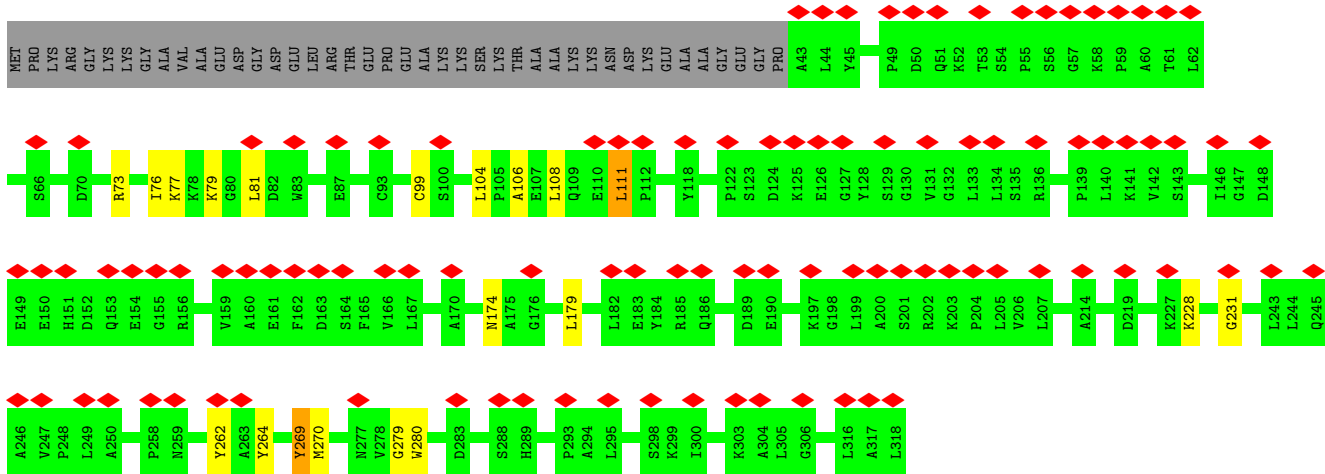 MET PRO LYS ARG GLY LYS LYS GLY ALA VAL ALA GLU ASP GLY ASP GLU LEU ARG THR GLU PRO GLU ALA LYS LYS SER LYS THR ALA ALA LYS LYS ASN ASP LYS GLU ALA ALA GLY GLU GLY PRO A43 L44 Y45 P49 D50 Q51 K52 T53 S54 P55 S56 G57 K58 P59 A60 T61 L62
S66 D70 R73 I76 K77 K78 K79 G80 L81 D82 W83 E87 C93 C99 S100 L104 P105 A106 E107 L108 Q109 E110 L111 P112 Y118 P122 S123 D124 K125 E126 G127 Y128 S129 G130 V131 G132 L133 L134 S135 R136 P139 L140 K141 V142 S143 I146 G147 D148
E149 E150 H151 D152 Q153 E154 G155 R156 V159 A160 E161 F162 D163 S164 F165 V166 L167 A170 N174 A175 G176 L179 L182 E183 Y184 R185 Q186 D189 E190 K197 G198 L199 A200 S201 R202 K203 P204 L205 V206 L207 A214 D219 K227 K228 G231 L243 L244 Q245
A246 V247 P248 L249 A250 P258 N259 Y262 A263 Y264 Y269 M270 N277 V278 G279 W280 D283 S288 H289 P293 A294 L295 S298 K299 I300 K303 A304 L305 G306 L316 A317 L318